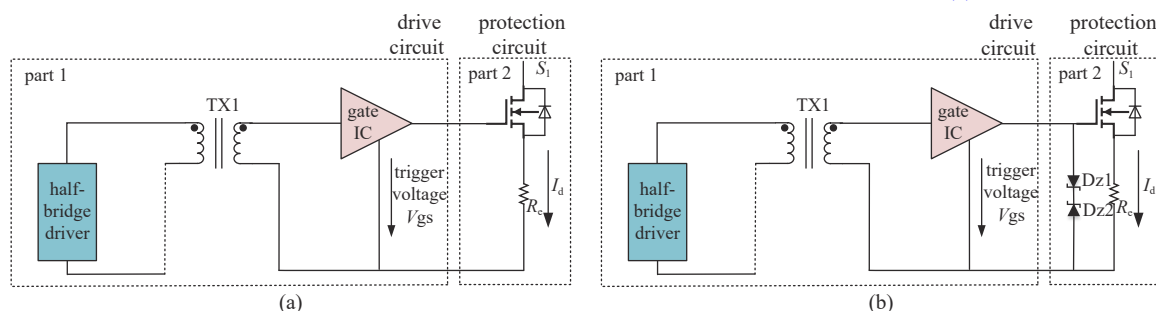 drive
circuit
protection
circuit
part 1
part 2
S1
TX1
gate
IC
half-
bridge
driver
trigger
voltage
Vgs
Re
Id
(a)
drive
circuit
protection
circuit
part 1
part 2
S1
TX1
gate
IC
half-
bridge
driver
trigger
voltage
Vgs
Dz1
Dz2
Re
Id
(b)